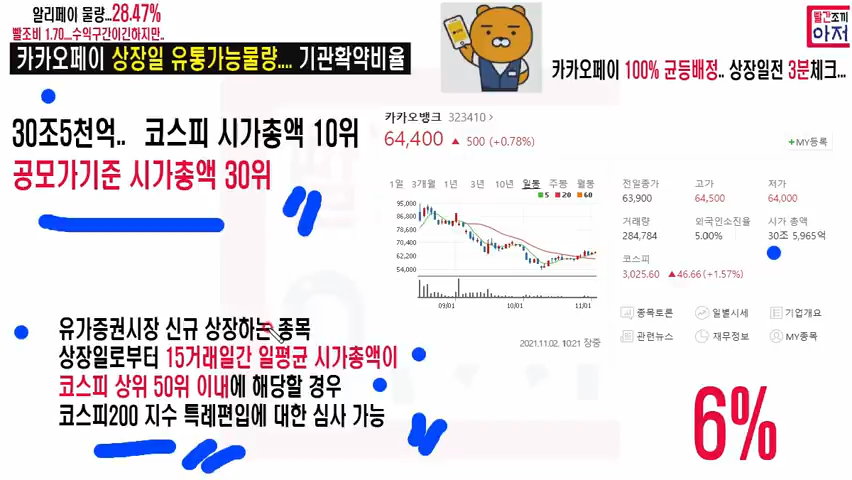 알리페이 물량...28.47%
빨조비 1.70....수익구간이긴하지만..
카카오페이 상장일 유통가능물량.... 기관확약비율
빨간조끼
아저
카카오페이 100% 균등배정.. 상장일전 3분체크...
30조5천억.. 코스피 시가총액 10위
공모가기준 시가총액 30위
카카오뱅크 323410 >
64,400 ▲ 500 (+0.78%)
+MY등록
1일 3개월 1년 3년 10년 일봉 주봉 월봉
5 20 60
95,000
86,800
78,600
70,400
62,200
54,000
09/01 10/01 11/01
2021.11.02. 10:21 장중
전일종가 고가 저가
63,900 64,500 64,000
거래량 외국인소진율 시가 총액
284,784 5.00% 30조 5,965억
코스피
3,025.60 ▲46.66 (+1.57%)
종목토론 일별시세 기업개요
관련뉴스 재무정보 MY종목
유가증권시장 신규 상장하는 종목
상장일로부터 15거래일간 일평균 시가총액이
코스피 상위 50위 이내에 해당할 경우
코스피200 지수 특례편입에 대한 심사 가능
6%